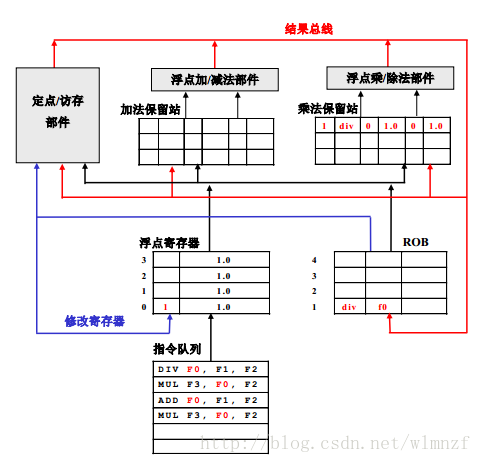 结果总线
定点/访存
部件
浮点加/减法部件
浮点乘/除法部件
加法保留站
乘法保留站
1 div 0 1.0 0 1.0
浮点寄存器
3 1.0
2 1.0
1 1.0
0 1 1.0
ROB
4
3
2
1 div f0
修改寄存器
指令队列
DIV F0, F1, F2
MUL F3, F0, F2
ADD F0, F1, F2
MUL F3, F0, F2
http://blog.csdn.net/wlmnzf